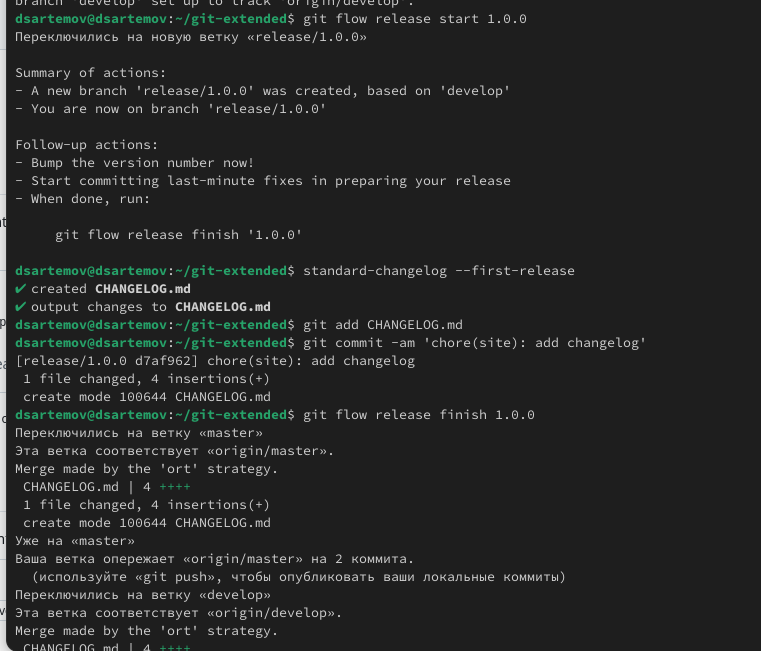 branch 'develop' set up to track 'origin/develop'.
dsartemov@dsartemov:~/git-extended$ git flow release start 1.0.0
Переключились на новую ветку «release/1.0.0»
Summary of actions:
- A new branch 'release/1.0.0' was created, based on 'develop'
- You are now on branch 'release/1.0.0'
Follow-up actions:
- Bump the version number now!
- Start committing last-minute fixes in preparing your release
- When done, run:
git flow release finish '1.0.0'
dsartemov@dsartemov:~/git-extended$ standard-changelog --first-release
✔ created CHANGELOG.md
✔ output changes to CHANGELOG.md
dsartemov@dsartemov:~/git-extended$ git add CHANGELOG.md
dsartemov@dsartemov:~/git-extended$ git commit -am 'chore(site): add changelog'
[release/1.0.0 d7af962] chore(site): add changelog
1 file changed, 4 insertions(+)
create mode 100644 CHANGELOG.md
dsartemov@dsartemov:~/git-extended$ git flow release finish 1.0.0
Переключились на ветку «master»
Эта ветка соответствует «origin/master».
Merge made by the 'ort' strategy.
CHANGELOG.md | 4 ++++
1 file changed, 4 insertions(+)
create mode 100644 CHANGELOG.md
Уже на «master»
Ваша ветка опережает «origin/master» на 2 коммита.
(используйте «git push», чтобы опубликовать ваши локальные коммиты)
Переключились на ветку «develop»
Эта ветка соответствует «origin/develop».
Merge made by the 'ort' strategy.
CHANGELOG.md | 4 ++++